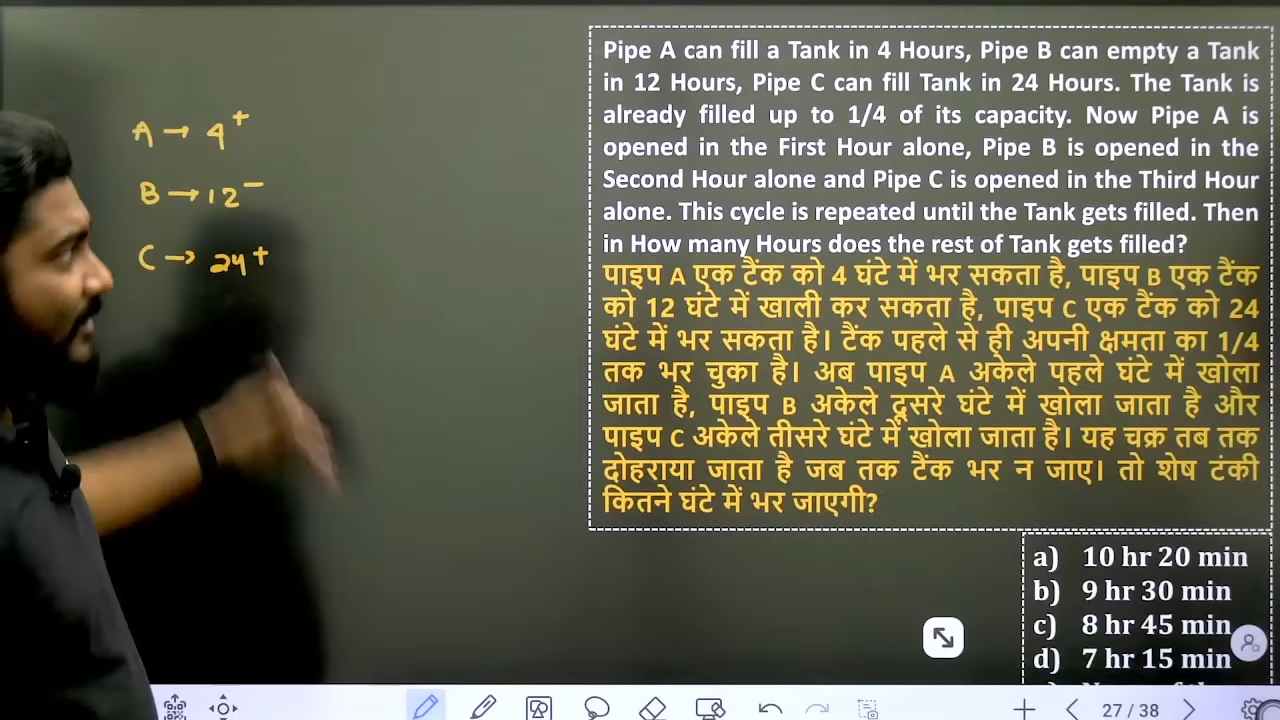 A → 4 +
B → 12 −
C → 24 +
Pipe A can fill a Tank in 4 Hours, Pipe B can empty a Tank
in 12 Hours, Pipe C can fill Tank in 24 Hours. The Tank is
already filled up to 1/4 of its capacity. Now Pipe A is
opened in the First Hour alone, Pipe B is opened in the
Second Hour alone and Pipe C is opened in the Third Hour
alone. This cycle is repeated until the Tank gets filled. Then
in How many Hours does the rest of Tank gets filled?
पाइप A एक टैंक को 4 घंटे में भर सकता है, पाइप B एक टैंक
को 12 घंटे में खाली कर सकता है, पाइप C एक टैंक को 24
घंटे में भर सकता है। टैंक पहले से ही अपनी क्षमता का 1/4
तक भर चुका है। अब पाइप A अकेले पहले घंटे में खोला
जाता है, पाइप B अकेले दूसरे घंटे में खोला जाता है और
पाइप C अकेले तीसरे घंटे में खोला जाता है। यह चक्र तब तक
दोहराया जाता है जब तक टैंक भर न जाए। तो शेष टंकी
कितने घंटे में भर जाएगी?
a) 10 hr 20 min
b) 9 hr 30 min
c) 8 hr 45 min
d) 7 hr 15 min
27 / 38